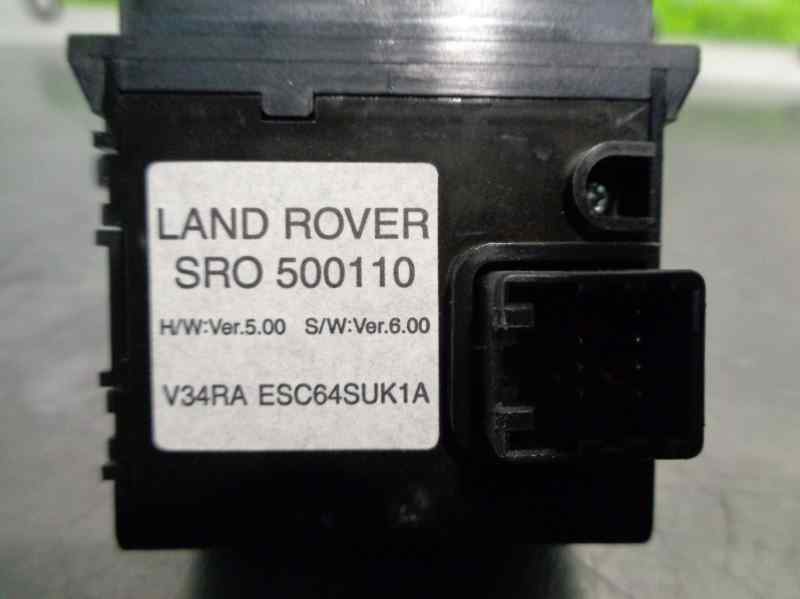 LAND ROVER
SRO 500110
H/W:Ver.5.00 S/W:Ver.6.00
V34RA ESC64SUK1A